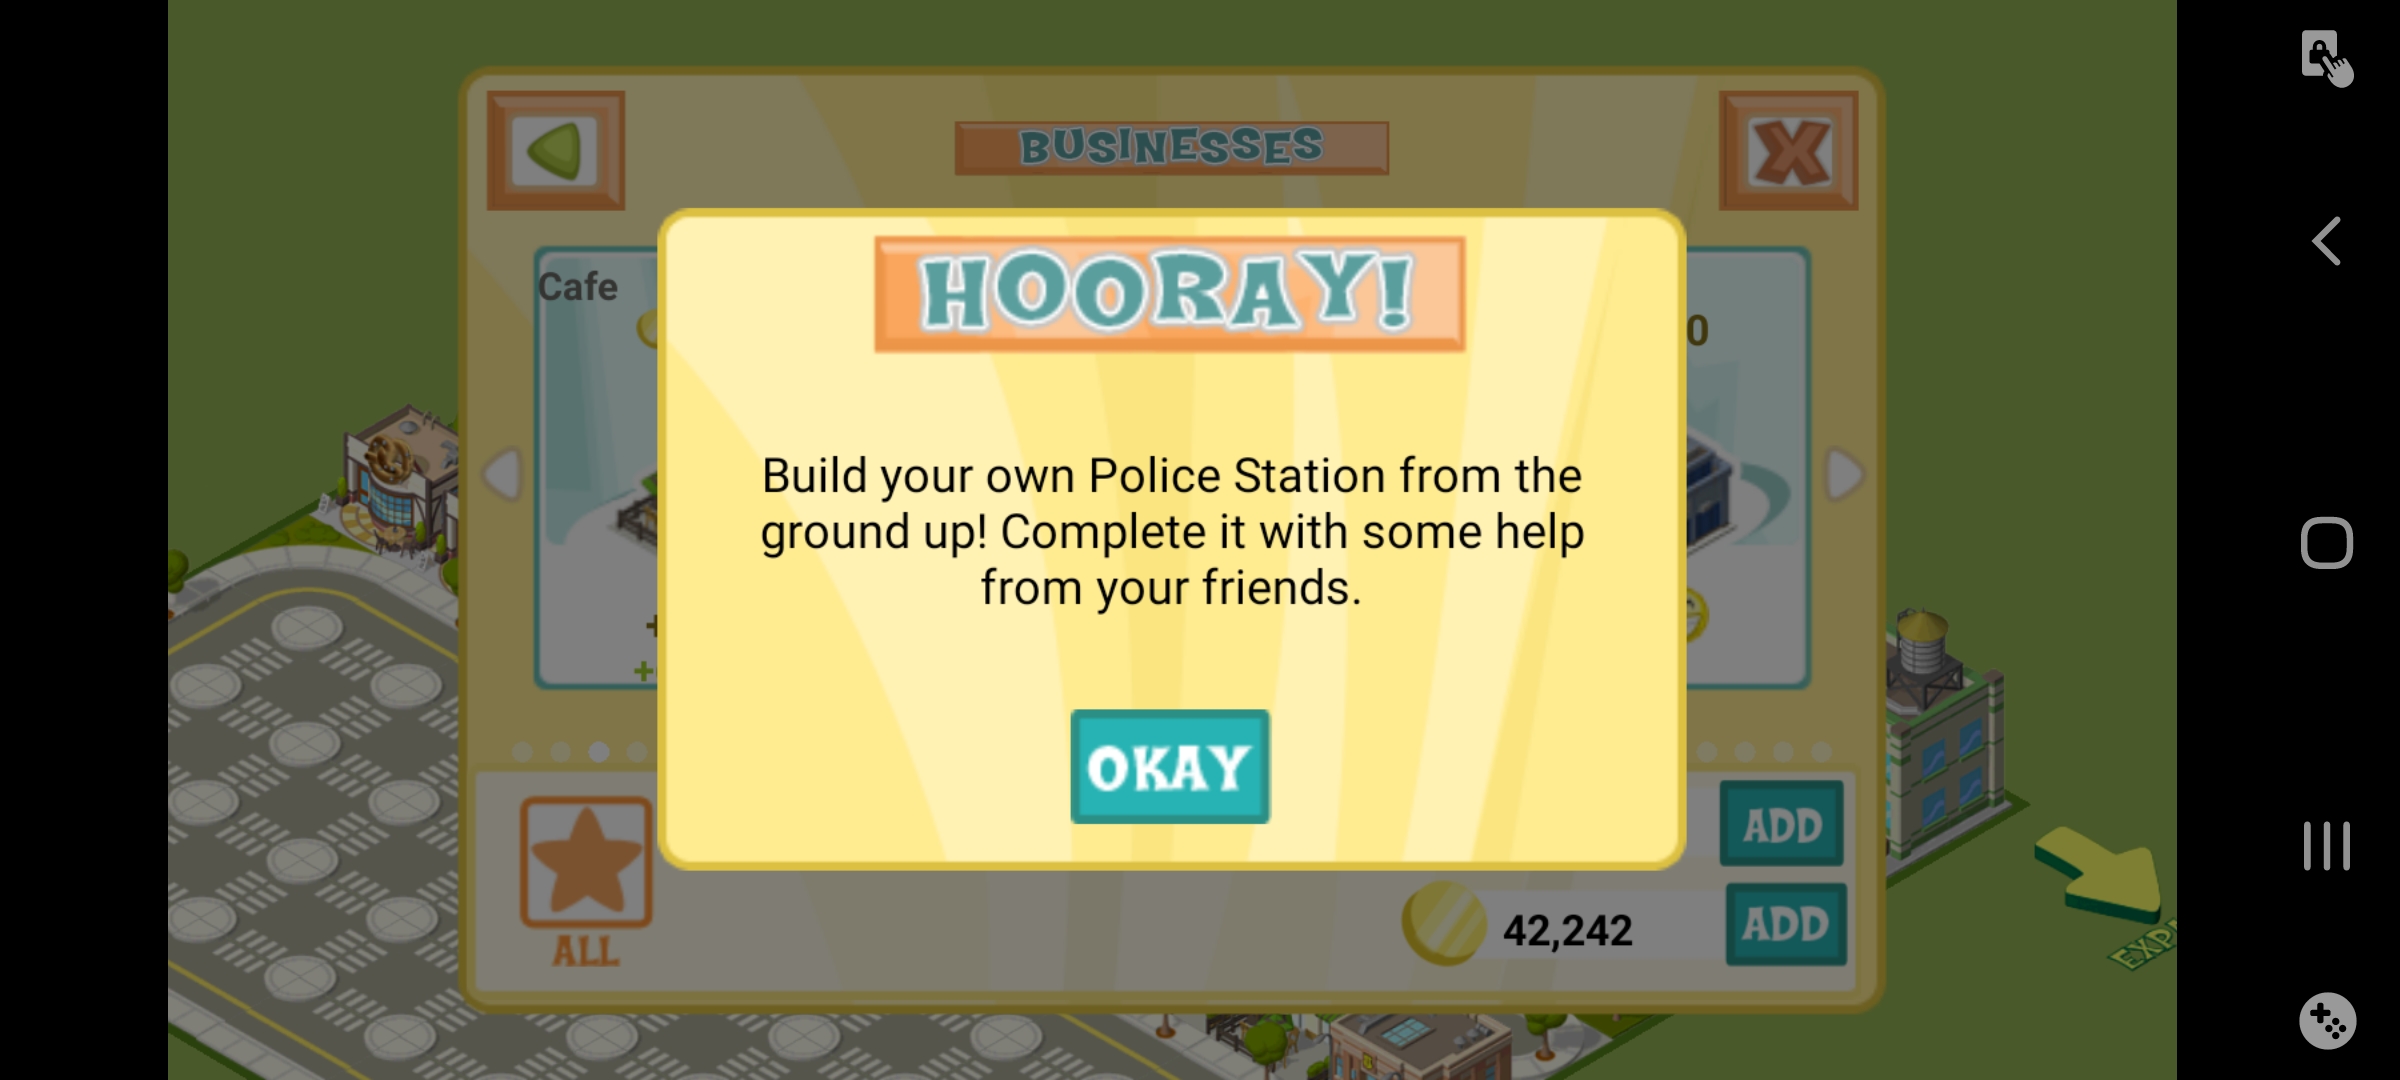 BUSINESSES
HOORAY!
Cafe
0
Build your own Police Station from the
ground up! Complete it with some help
from your friends.
+
+
OKAY
ADD
42,242
ADD
ALL